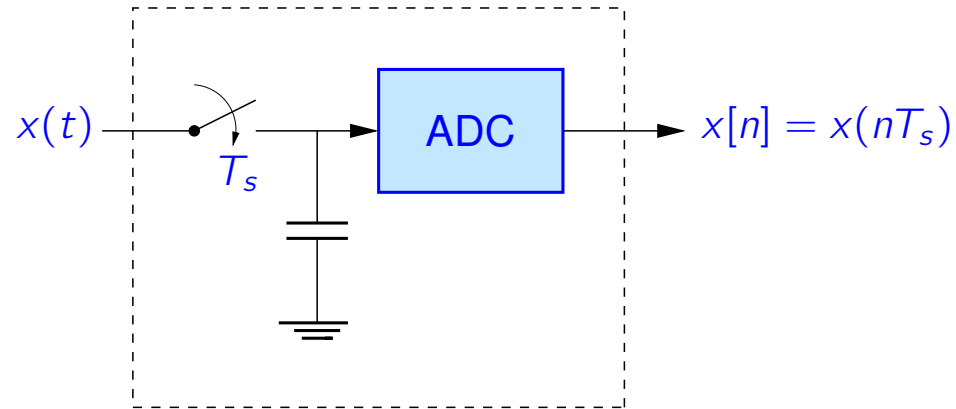 x(t)
T_s
ADC
x[n] = x(nT_s)